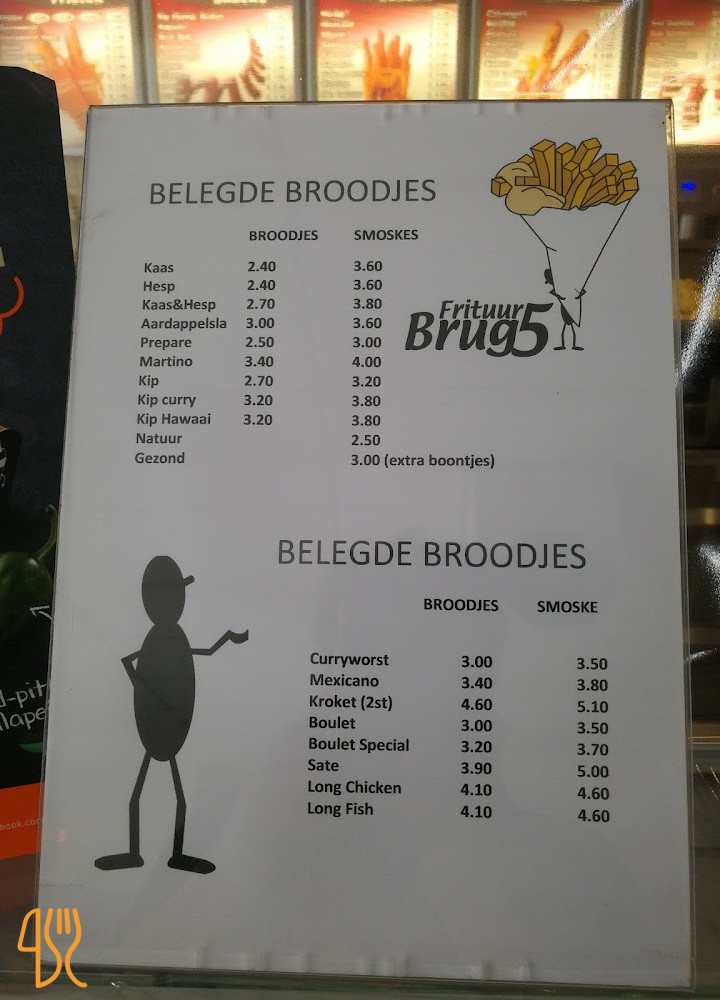 BELEGDE BROODJES
BROODJES SMOSKES
Kaas 2.40 3.60
Hesp 2.40 3.60
Kaas&Hesp 2.70 3.80
Aardappelsla 3.00 3.60
Prepare 2.50 3.00
Martino 3.40 4.00
Kip 2.70 3.20
Kip curry 3.20 3.80
Kip Hawaai 3.20 3.80
Natuur 2.50
Gezond 3.00 (extra boontjes)
Frituur
Brug5
BELEGDE BROODJES
BROODJES SMOSKE
Curryworst 3.00 3.50
Mexicano 3.40 3.80
Kroket (2st) 4.60 5.10
Boulet 3.00 3.50
Boulet Special 3.20 3.70
Sate 3.90 5.00
Long Chicken 4.10 4.60
Long Fish 4.10 4.60